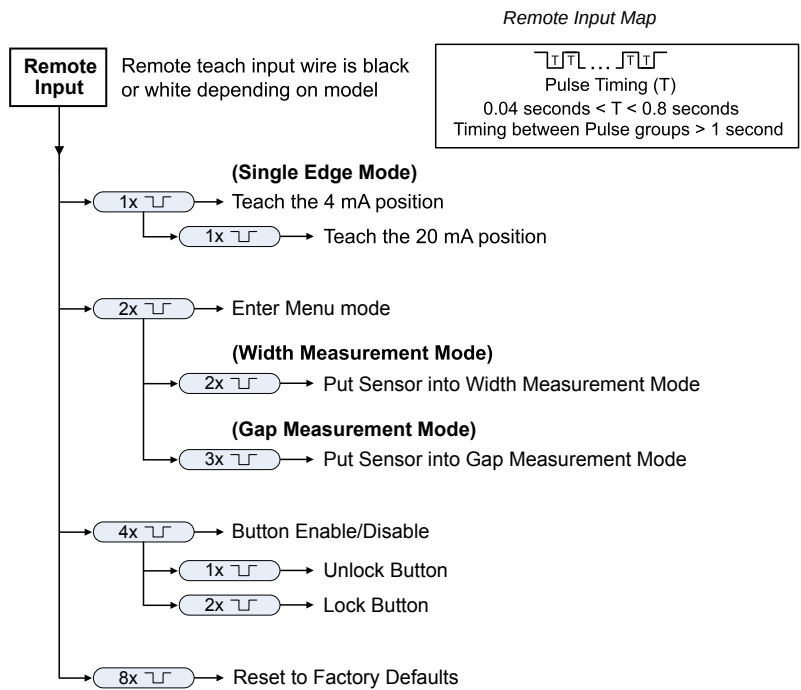 Remote Input Map
Remote
Input
Remote teach input wire is black
or white depending on model
T T ... T T
Pulse Timing (T)
0.04 seconds < T < 0.8 seconds
Timing between Pulse groups > 1 second
(Single Edge Mode)
1x Teach the 4 mA position
1x Teach the 20 mA position
2x Enter Menu mode
(Width Measurement Mode)
2x Put Sensor into Width Measurement Mode
(Gap Measurement Mode)
3x Put Sensor into Gap Measurement Mode
4x Button Enable/Disable
1x Unlock Button
2x Lock Button
8x Reset to Factory Defaults